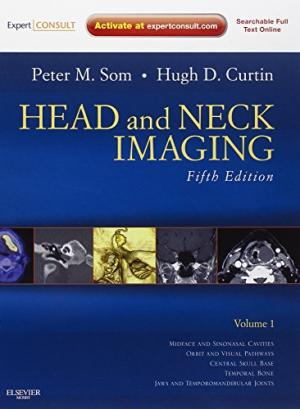 Expert CONSULT
Activate at expertconsult.com
Searchable Full
Text Online
Peter M. Som • Hugh D. Curtin
HEAD and NECK
IMAGING
Fifth Edition
Volume 1
MIDFACE AND SINONASAL CAVITIES
ORBIT AND VISUAL PATHWAYS
CENTRAL SKULL BASE
TEMPORAL BONE
JAWS AND TEMPOROMANDIBULAR JOINTS
ELSEVIER
MOSBY